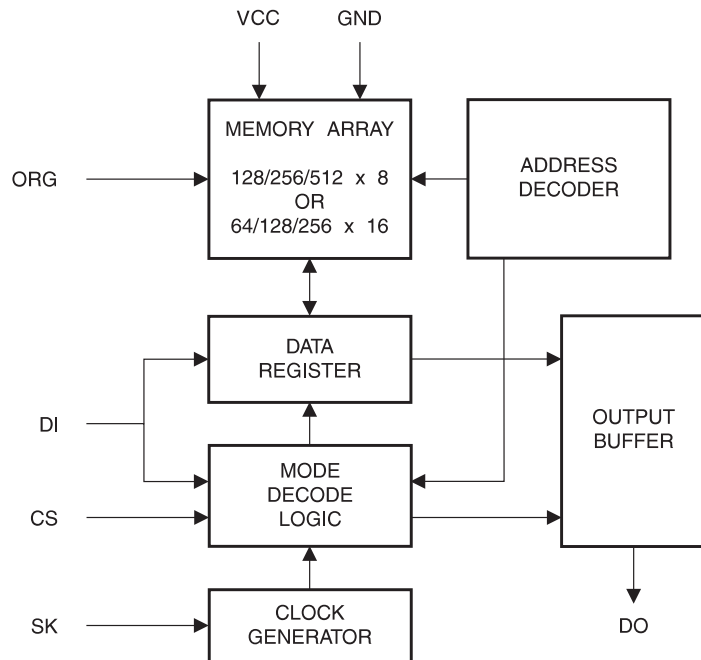 VCC GND
MEMORY ARRAY
128/256/512 x 8
OR
64/128/256 x 16
ADDRESS
DECODER
ORG
DATA
REGISTER
DI
OUTPUT
BUFFER
MODE
DECODE
LOGIC
CS
CLOCK
GENERATOR
SK
DO